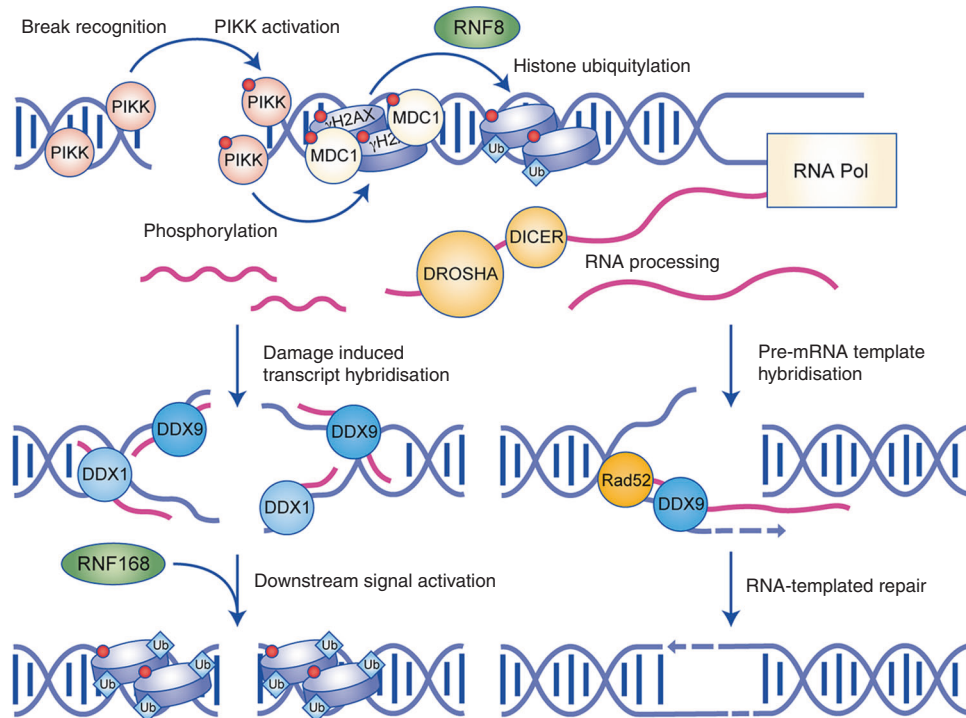 Break recognition
PIKK activation
RNF8
Histone ubiquitylation
PIKK
PIKK
PIKK
PIKK
γH2AX
MDC1
MDC1
γH2A
Ub
Ub
RNA Pol
Phosphorylation
DICER
DROSHA
RNA processing
Damage induced
transcript hybridisation
Pre-mRNA template
hybridisation
DDX9
DDX1
DDX9
DDX1
Rad52
DDX9
RNF168
Downstream signal activation
RNA-templated repair
Ub
Ub
Ub
Ub
Ub
Ub
Ub
Ub